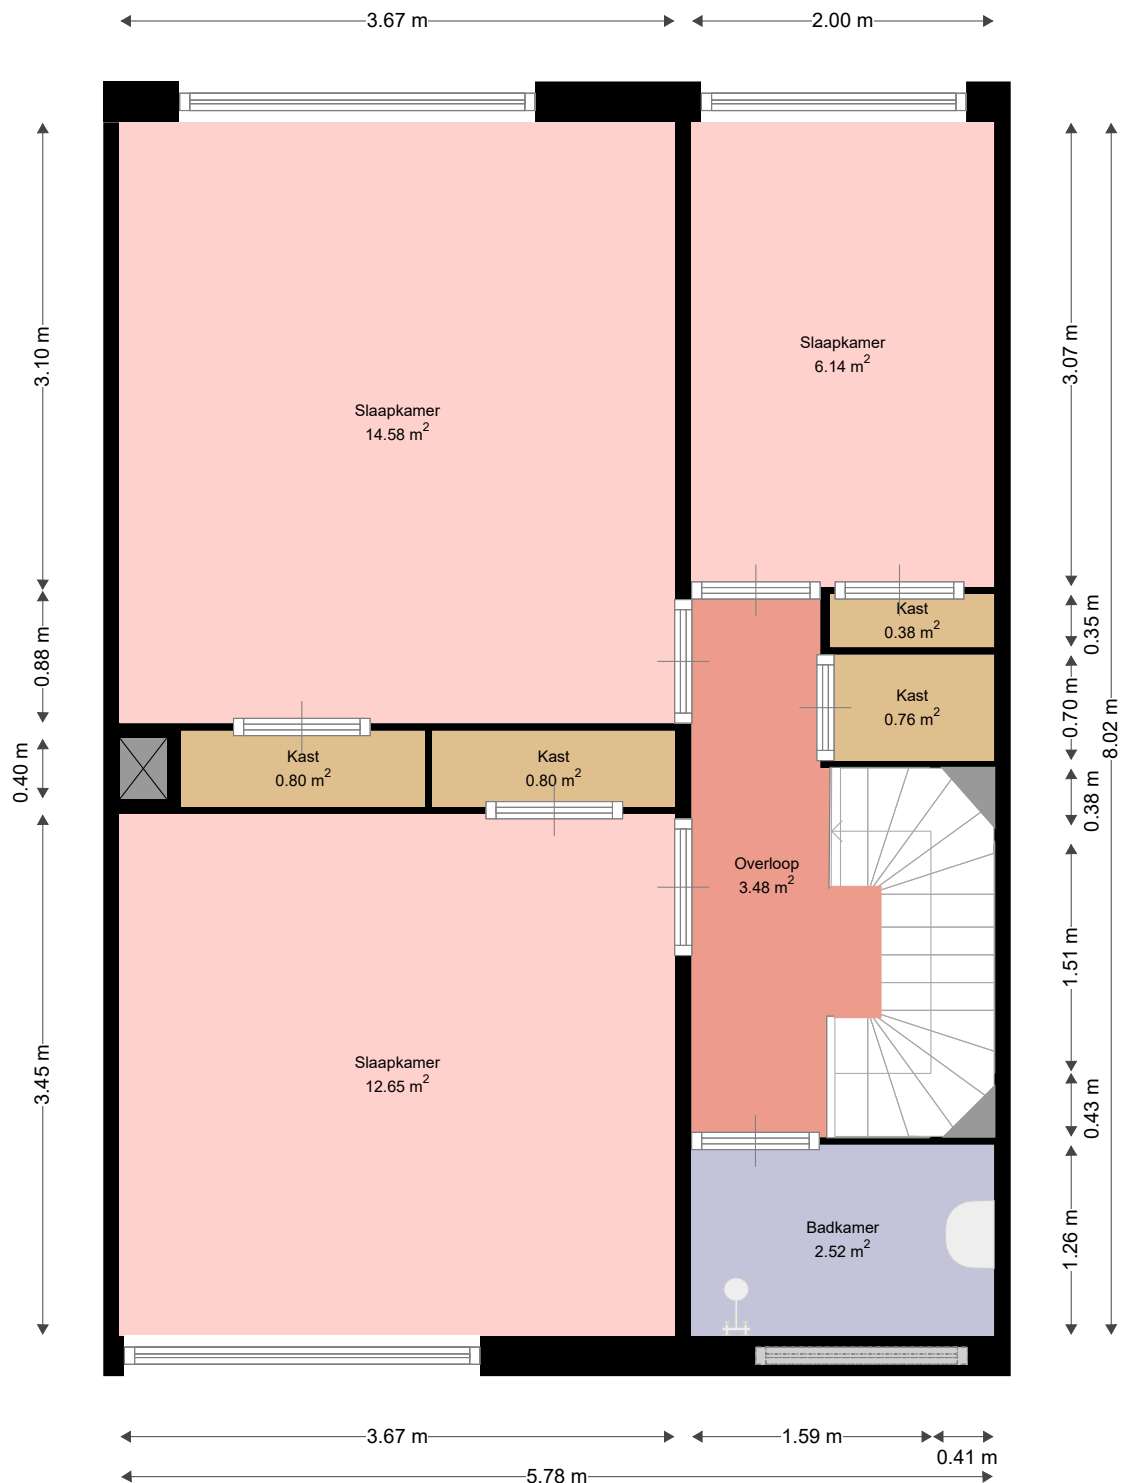 3.67 m
2.00 m
3.10 m
3.07 m
Slaapkamer
6.14 m²
Slaapkamer
14.58 m²
0.88 m
0.35 m
Kast
0.38 m²
Kast
0.76 m²
0.70 m
8.02 m
0.40 m
Kast
0.80 m²
Kast
0.80 m²
0.38 m
Overloop
3.48 m²
1.51 m
3.45 m
Slaapkamer
12.65 m²
0.43 m
Badkamer
2.52 m²
1.26 m
3.67 m
1.59 m
0.41 m
5.78 m